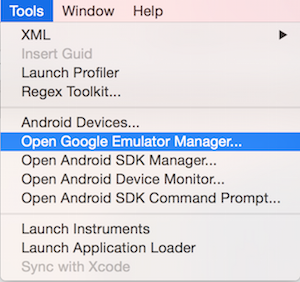 Tools Window Help
XML
Insert Guid
Launch Profiler
Regex Toolkit...
Android Devices...
Open Google Emulator Manager...
Open Android SDK Manager...
Open Android Device Monitor...
Open Android SDK Command Prompt...
Launch Instruments
Launch Application Loader
Sync with Xcode